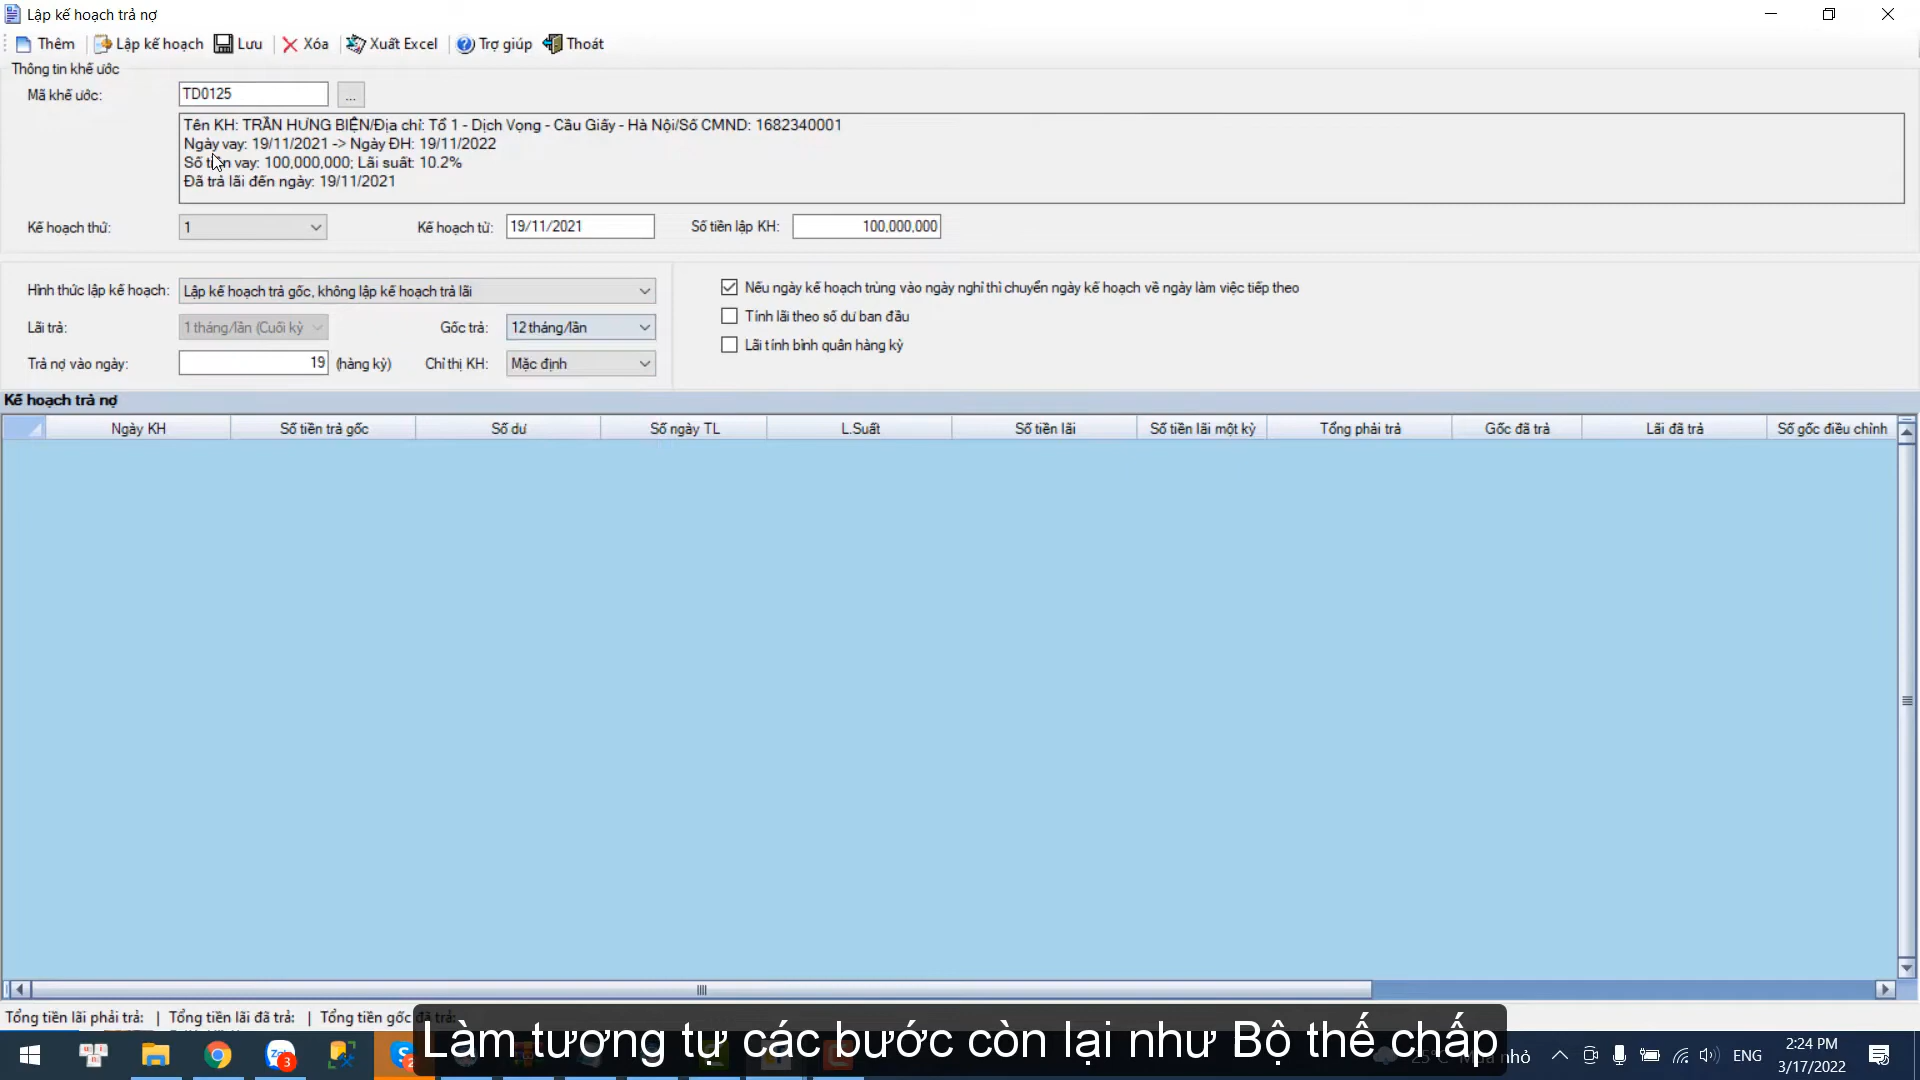 Lập kế hoạch trả nợ
Thêm Lập kế hoạch Lưu Xóa Xuất Excel Trợ giúp Thoát
Thông tin khế ước
Mã khế ước: TD0125 ...
Tên KH: TRẦN HƯNG BIỆN/Địa chỉ: Tổ 1 - Dịch Vọng - Cầu Giấy - Hà Nội/Số CMND: 1682340001
Ngày vay: 19/11/2021 -> Ngày ĐH: 19/11/2022
Số tiền vay: 100,000,000; Lãi suất: 10.2%
Đã trả lãi đến ngày: 19/11/2021
Kế hoạch thứ: 1 Kế hoạch từ: 19/11/2021 Số tiền lập KH: 100,000,000
Hình thức lập kế hoạch: Lập kế hoạch trả gốc, không lập kế hoạch trả lãi
Nếu ngày kế hoạch trùng vào ngày nghỉ thì chuyển ngày kế hoạch về ngày làm việc tiếp theo
Lãi trả: 1 tháng/lần (Cuối kỳ Gốc trả: 12 tháng/lần
Tính lãi theo số dư ban đầu
Trả nợ vào ngày: 19 (hàng kỳ) Chỉ thị KH: Mặc định
Lãi tính bình quân hàng kỳ
Kế hoạch trả nợ
Ngày KH Số tiền trả gốc Số dư Số ngày TL L.Suất Số tiền lãi Số tiền lãi một kỳ Tổng phải trả Gốc đã trả Lãi đã trả Số gốc điều chỉnh
Tổng tiền lãi phải trả: | Tổng tiền lãi đã trả: | Tổng tiền gốc đã trả:
Làm tương tự các bước còn lại như Bộ thế chấp
nhỏ ENG 2:24 PM
3/17/2022